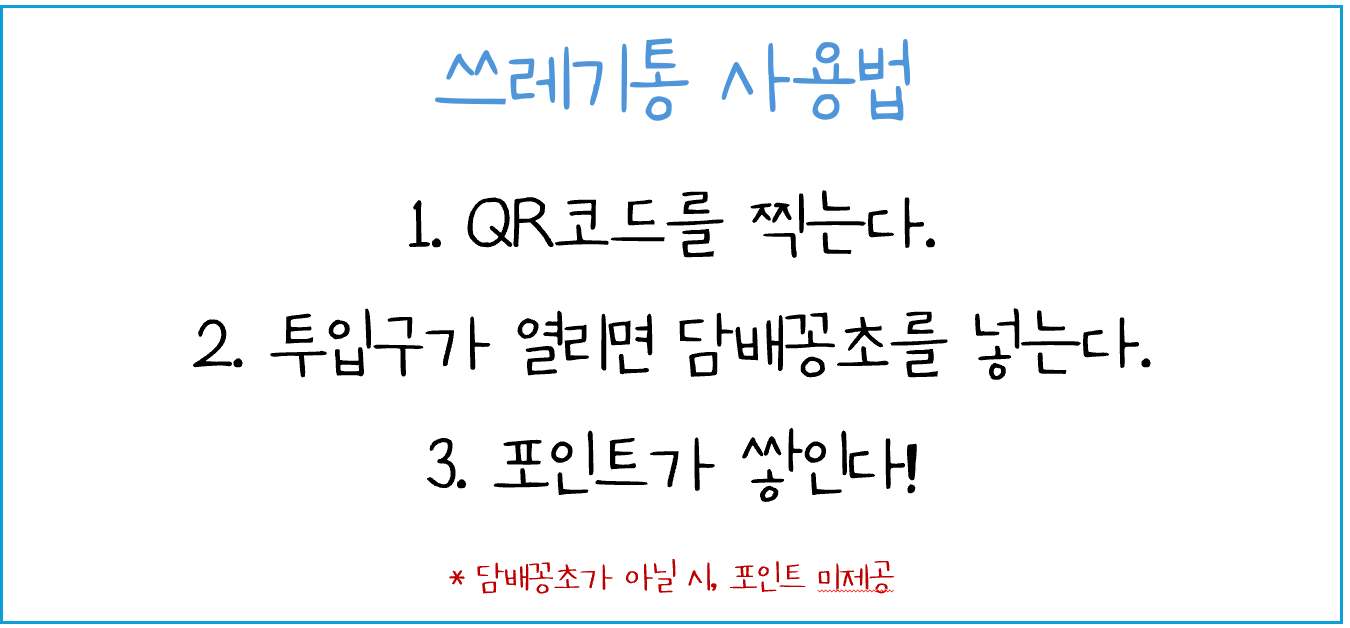 쓰레기통 사용법
1. QR코드를 찍는다.
2. 투입구가 열리면 담배꽁초를 넣는다.
3. 포인트가 쌓인다!
* 담배꽁초가 아닐 시, 포인트 미제공